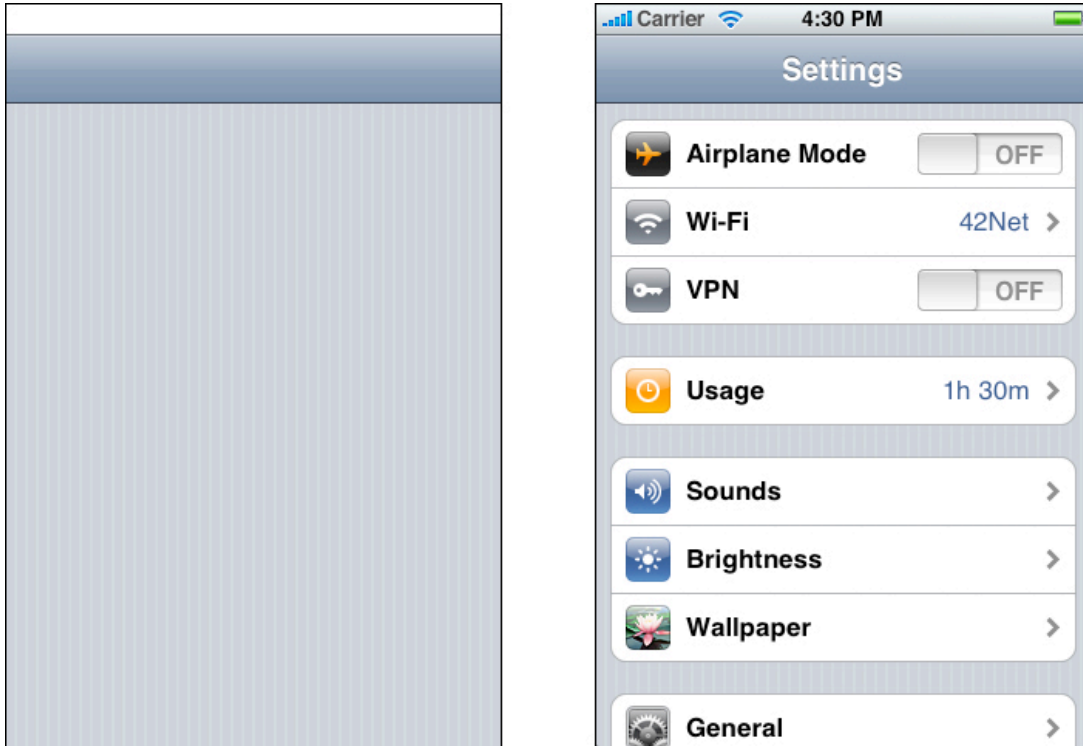 Carrier 4:30 PM
Settings
Airplane Mode OFF
Wi-Fi 42Net
VPN OFF
Usage 1h 30m
Sounds
Brightness
Wallpaper
General